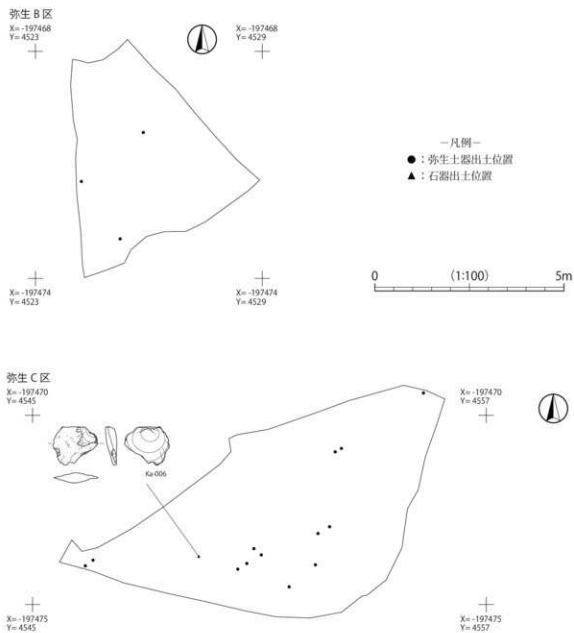 弥生 B 区
X= -197468
Y= 4523
X= -197468
Y= 4529
－凡例－
●：弥生土器出土位置
▲：石器出土位置
0 (1:100) 5m
X= -197474
Y= 4523
X= -197474
Y= 4529
弥生 C 区
X= -197470
Y= 4545
X= -197470
Y= 4557
Ka-006
X= -197475
Y= 4545
X= -197475
Y= 4557